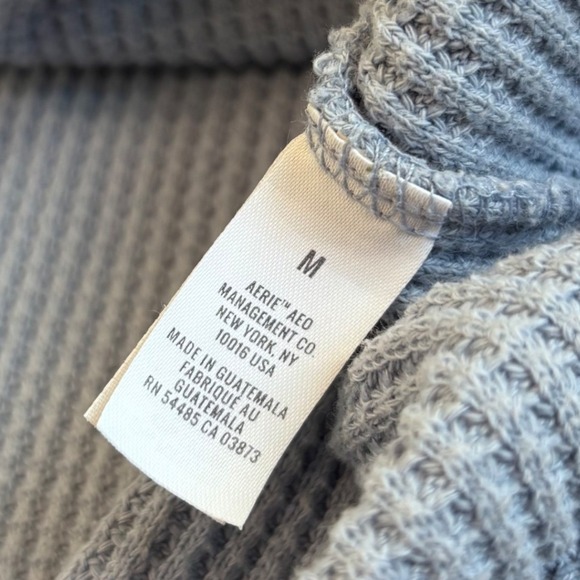 M
AERIE™ AEO
MANAGEMENT CO.
NEW YORK, NY
10016 USA
MADE IN GUATEMALA
FABRIQUE AU
GUATEMALA
RN 54485 CA 03873